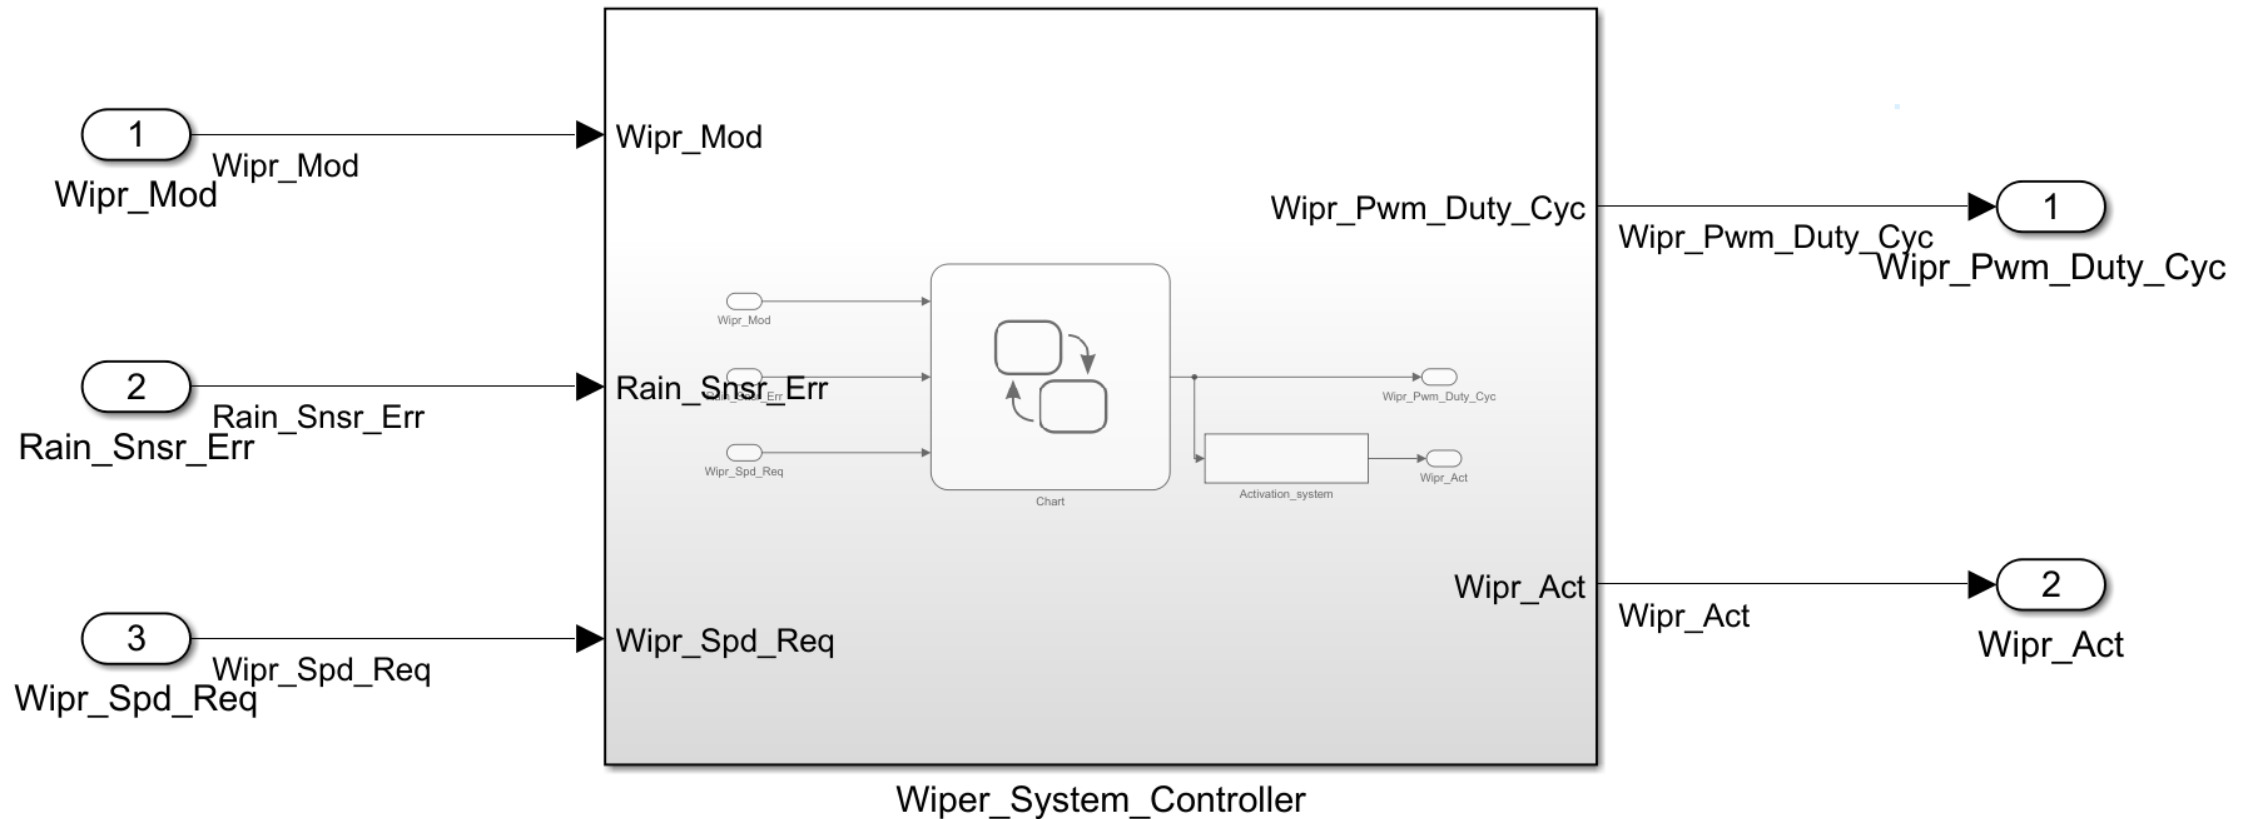 1
Wipr_Mod
Wipr_Mod
Wipr_Mod
2
Rain_Snsr_Err
Rain_Snsr_Err
Rain_Snsr_Err
3
Wipr_Spd_Req
Wipr_Spd_Req
Wipr_Spd_Req
Wipr_Mod
Rain_Snsr_Err
Wipr_Spd_Req
Chart
Activation_system
Wipr_Pwm_Duty_Cyc
Wipr_Act
Wipr_Pwm_Duty_Cyc
Wipr_Pwm_Duty_Cyc
1
Wipr_Pwm_Duty_Cyc
Wipr_Act
Wipr_Act
2
Wipr_Act
Wiper_System_Controller